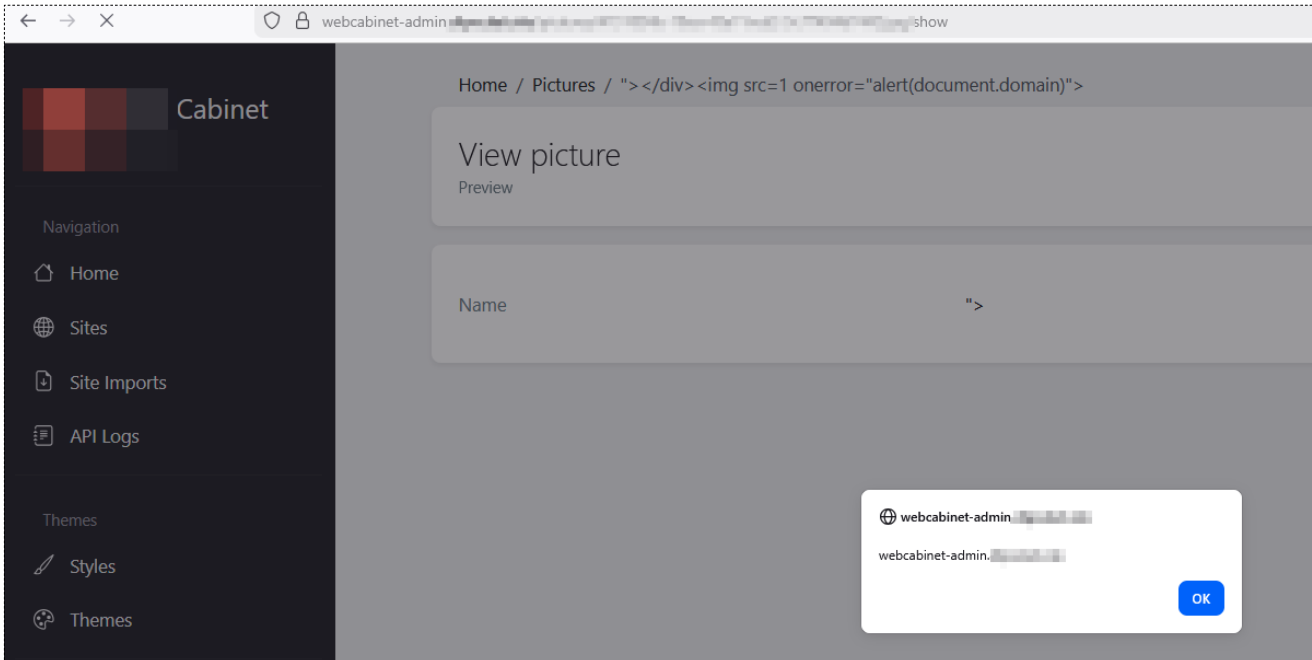 webcabinet-admin show
Cabinet
Home / Pictures / "></div><img src=1 onerror="alert(document.domain)">
View picture
Preview
Navigation
Home
Name ">
Sites
Site Imports
API Logs
webcabinet-admin
webcabinet-admin.
OK
Themes
Styles
Themes